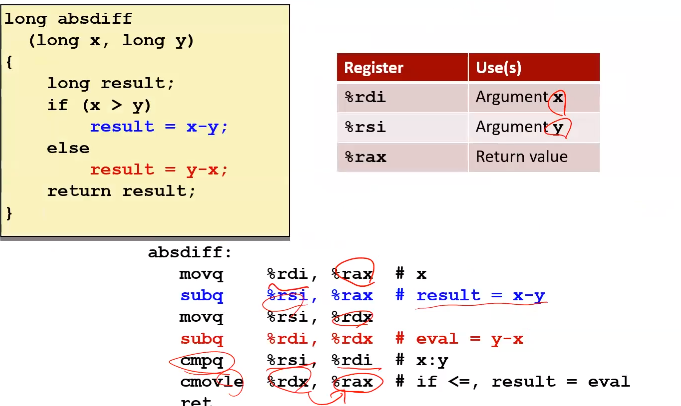 long absdiff
(long x, long y)
{
long result;
if (x > y)
result = x-y;
else
result = y-x;
return result;
}
Register Use(s)
%rdi Argument x
%rsi Argument y
%rax Return value
absdiff:
movq %rdi, %rax # x
subq %rsi, %rax # result = x-y
movq %rsi, %rdx
subq %rdi, %rdx # eval = y-x
cmpq %rsi, %rdi # x:y
cmovle %rdx, %rax # if <=, result = eval
ret